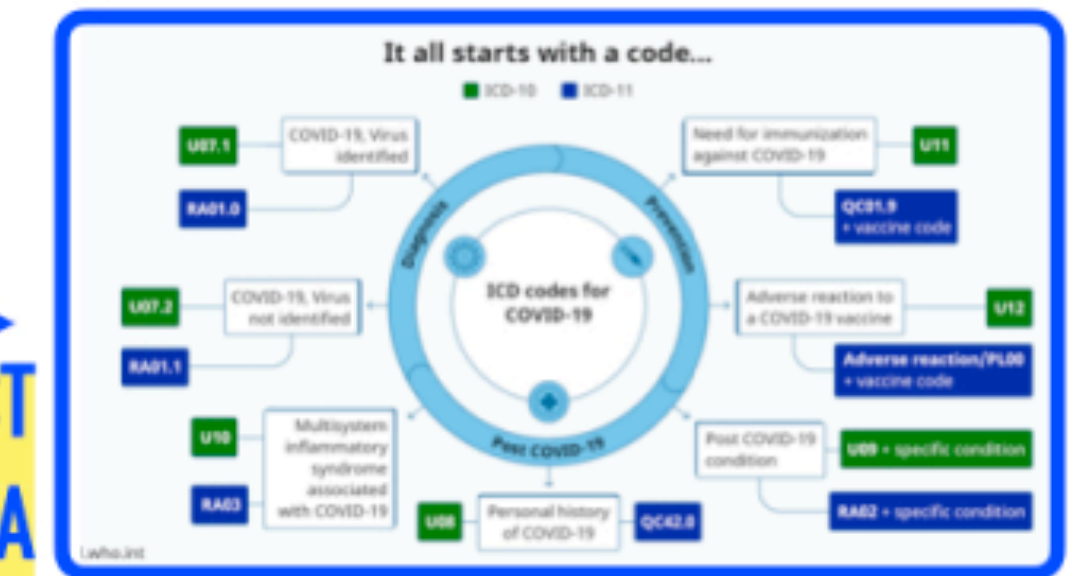 It all starts with a code...
ICD-10 ICD-11
U07.1
COVID-19, Virus
identified
RA01.0
Need for immunization
against COVID-19
U11
QC01.9
+ vaccine code
Diagnosis
Prevention
ICD codes for
COVID-19
U07.2
COVID-19, Virus
not identified
RA01.1
Adverse reaction to
a COVID-19 vaccine
U12
Adverse reaction/PL00
+ vaccine code
U10
Multisystem
inflammatory
syndrome
associated
with COVID-19
RA03
Post COVID-19
Post COVID-19
condition
U09 + specific condition
RA02 + specific condition
U08
Personal history
of COVID-19
QC42.0
.who.int
T
A